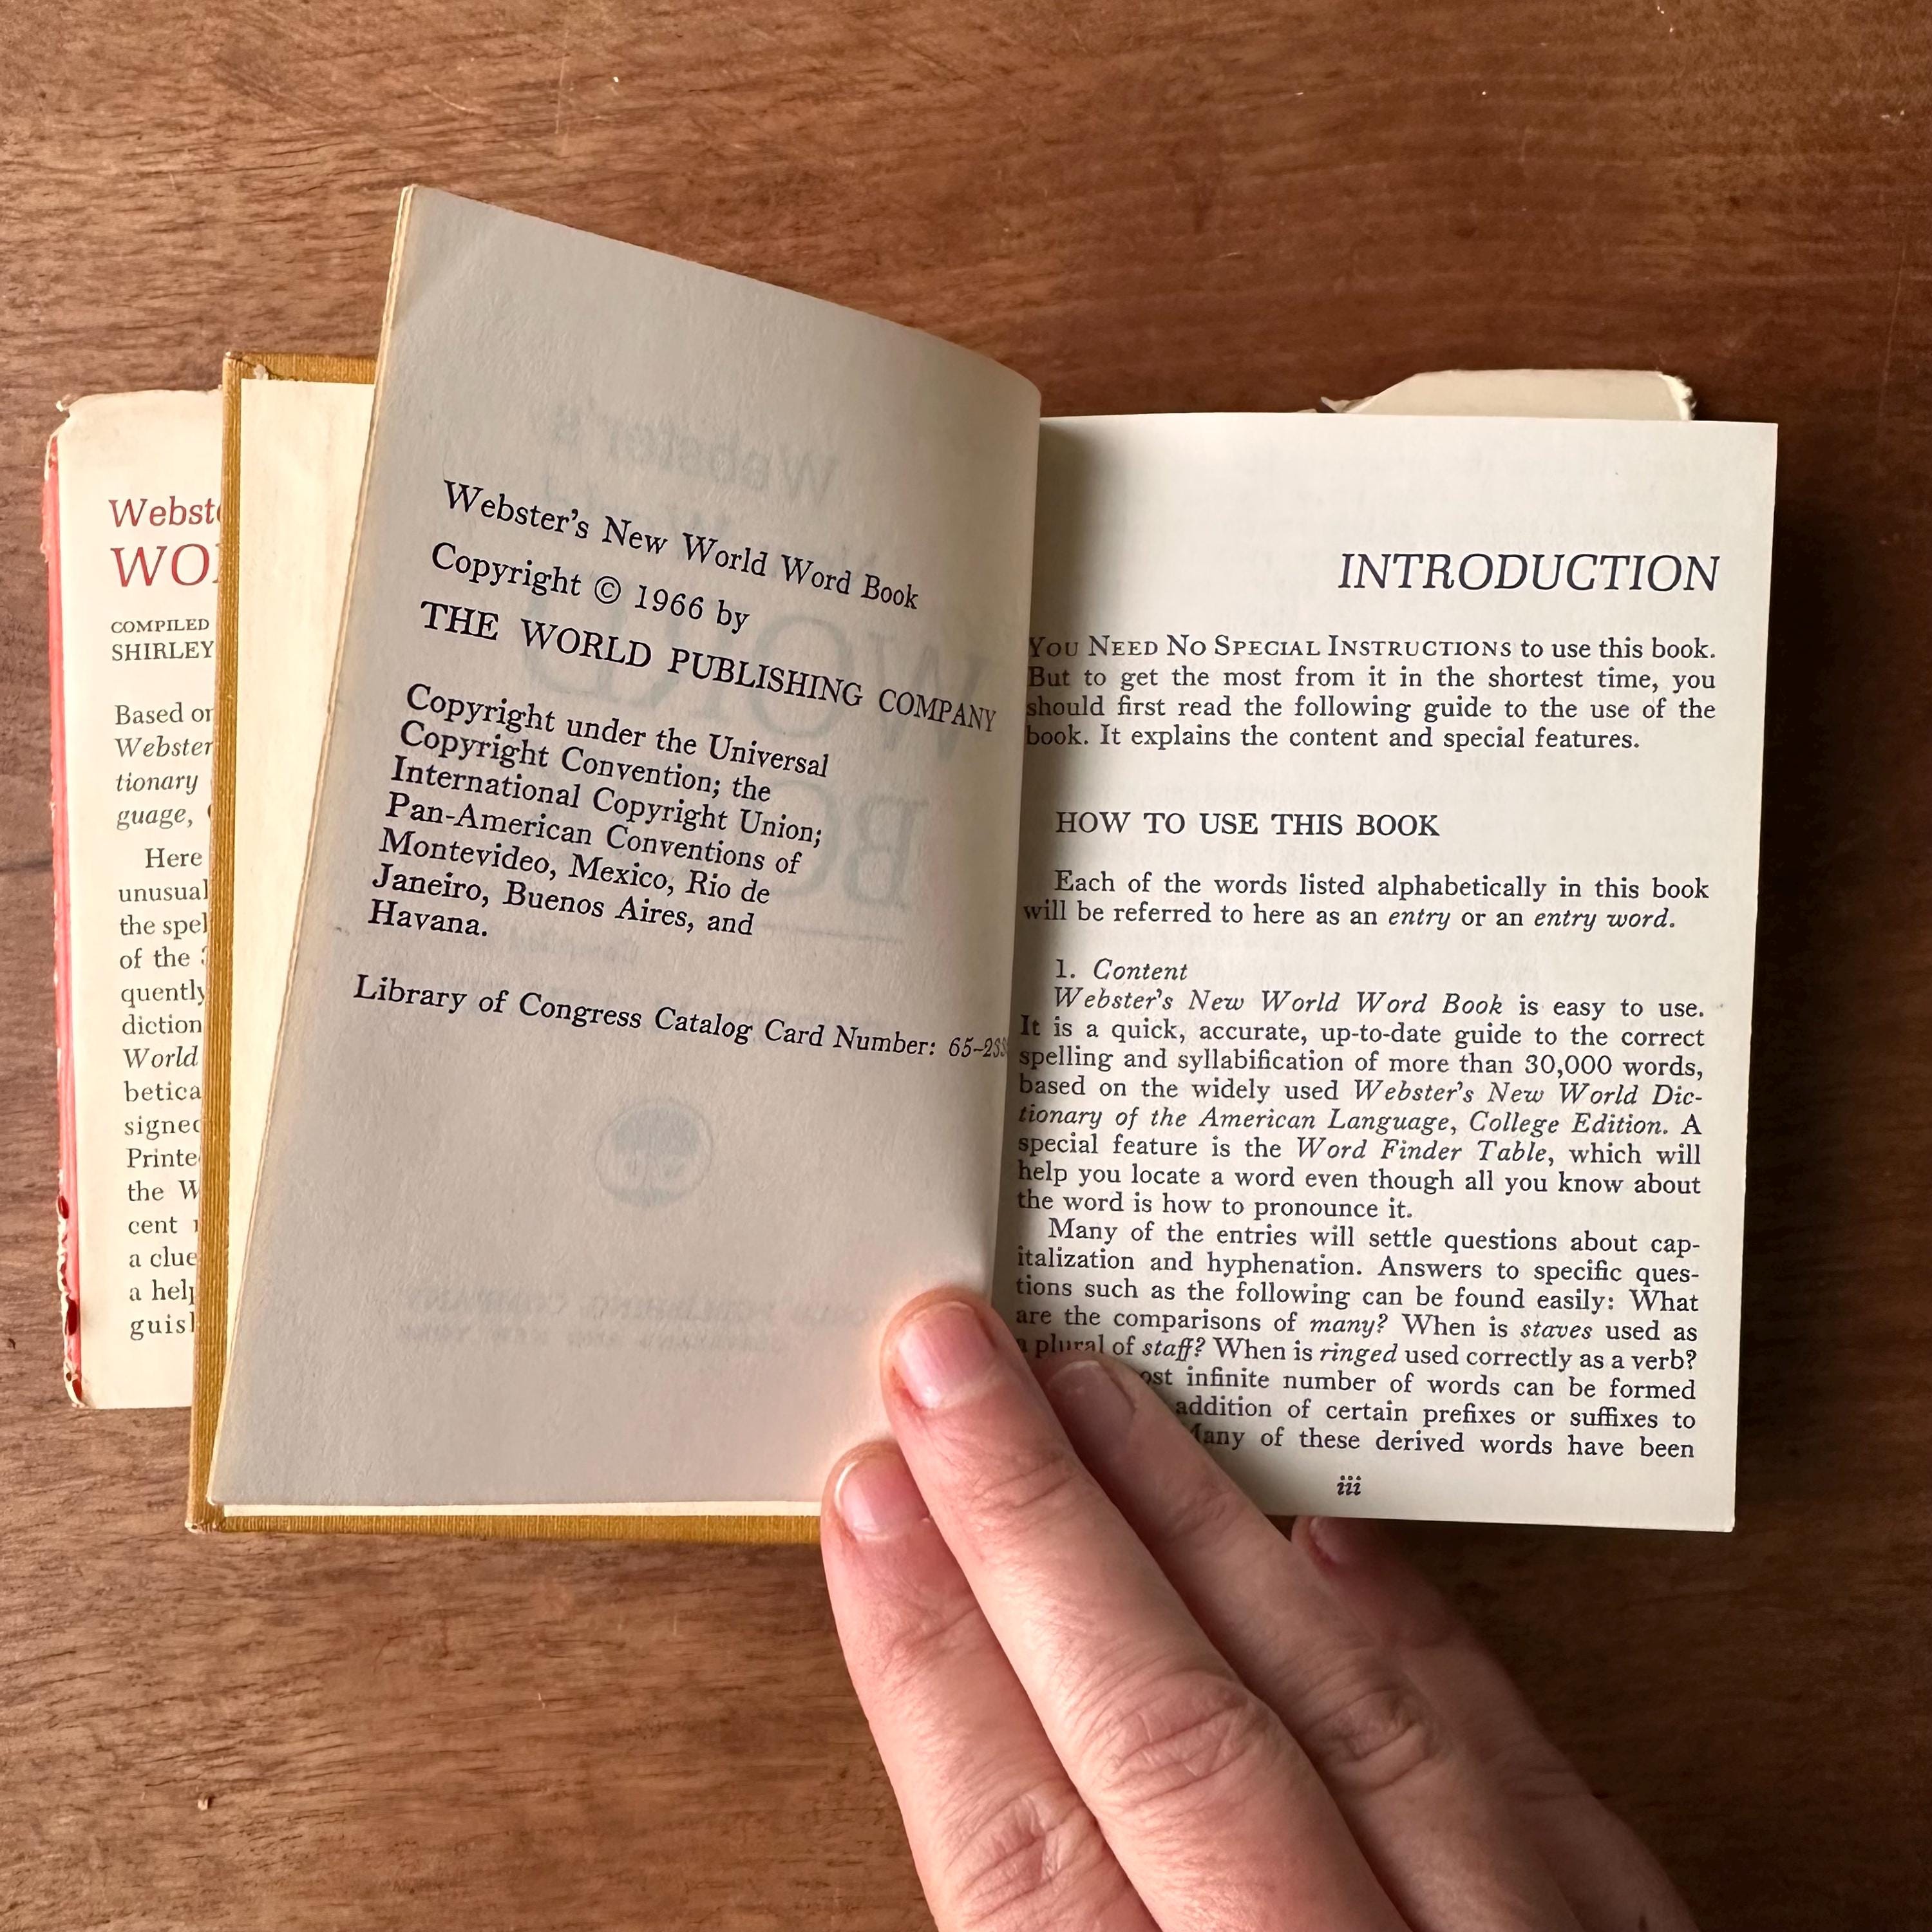 Webst
WO
COMPILED
SHIRLEY
Based on
Webster
tionary
guage,
Here
unusual
the spel
of the
quently
diction
World
betica
signed
Printe
the W
cent
a clue
a help
guish
Webster's New World Word Book
Copyright © 1966 by
THE WORLD PUBLISHING COMPANY
Copyright under the Universal
Copyright Convention; the
International Copyright Union;
Pan-American Conventions of
Montevideo, Mexico, Rio de
Janeiro, Buenos Aires, and
Havana.
Library of Congress Catalog Card Number:
INTRODUCTION
YOU NEED NO SPECIAL INSTRUCTIONS to use this book.
But to get the most from it in the shortest time, you
should first read the following guide to the use of the
book. It explains the content and special features.
HOW TO USE THIS BOOK
Each of the words listed alphabetically in this book
will be referred to here as an entry or an entry word.
1. Content
Webster's New World Word Book is easy to use.
It is a quick, accurate, up-to-date guide to the correct
spelling and syllabification of more than 30,000 words,
based on the widely used Webster's New World Dic-
tionary of the American Language, College Edition. A
special feature is the Word Finder Table, which will
help you locate a word even though all you know about
the word is how to pronounce it.
Many of the entries will settle questions about cap-
italization and hyphenation. Answers to specific ques-
tions such as the following can be found easily: What
are the comparisons of many? When is staves used as
a plural of staff? When is ringed used correctly as a verb?
ost infinite number of words can be formed
addition of certain prefixes or suffixes to
Many of these derived words have been
iii